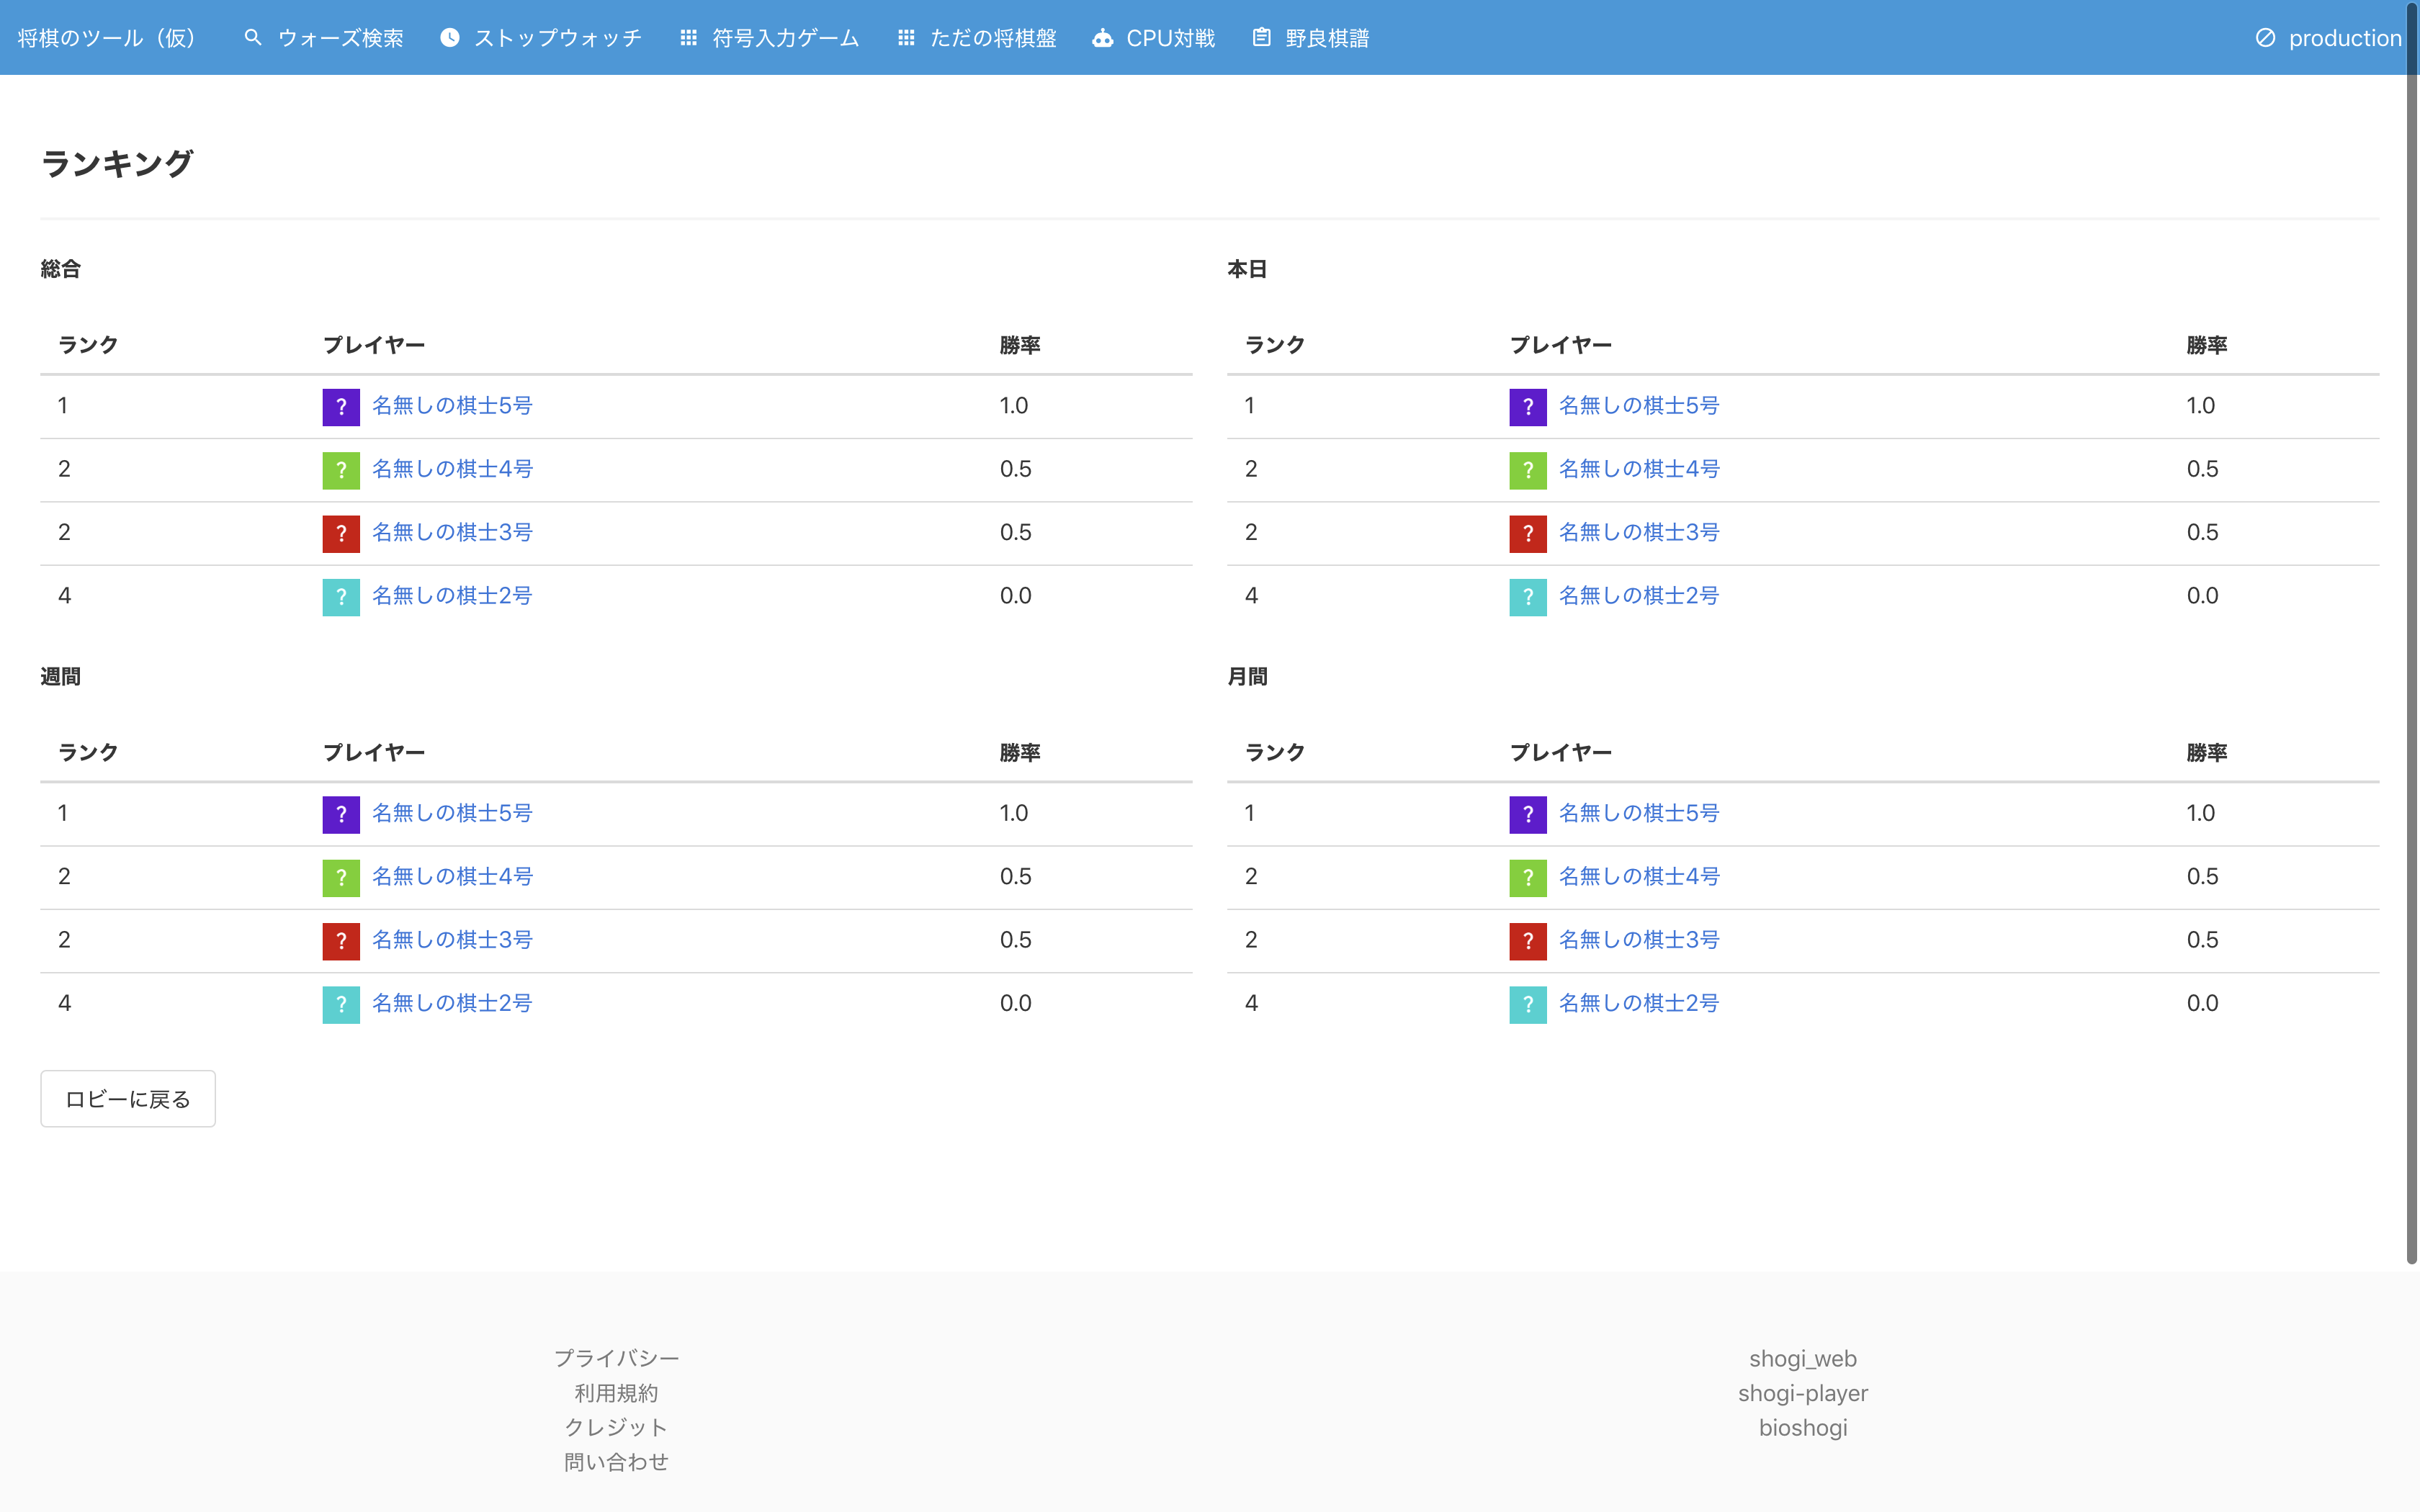 将棋のツール（仮） ウォーズ検索 ストップウォッチ 符号入力ゲーム ただの将棋盤 CPU対戦 野良棋譜 production
ランキング
総合
ランク プレイヤー 勝率
1 ? 名無しの棋士5号 1.0
2 ? 名無しの棋士4号 0.5
2 ? 名無しの棋士3号 0.5
4 ? 名無しの棋士2号 0.0
本日
ランク プレイヤー 勝率
1 ? 名無しの棋士5号 1.0
2 ? 名無しの棋士4号 0.5
2 ? 名無しの棋士3号 0.5
4 ? 名無しの棋士2号 0.0
週間
ランク プレイヤー 勝率
1 ? 名無しの棋士5号 1.0
2 ? 名無しの棋士4号 0.5
2 ? 名無しの棋士3号 0.5
4 ? 名無しの棋士2号 0.0
月間
ランク プレイヤー 勝率
1 ? 名無しの棋士5号 1.0
2 ? 名無しの棋士4号 0.5
2 ? 名無しの棋士3号 0.5
4 ? 名無しの棋士2号 0.0
ロビーに戻る
プライバシー
利用規約
クレジット
問い合わせ
shogi_web
shogi-player
bioshogi